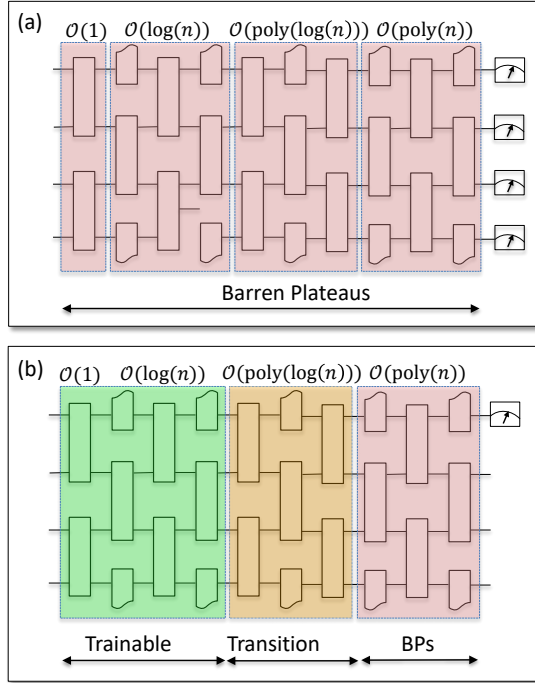 (a)
𝒪(1) 𝒪(log(n)) 𝒪(poly(log(n))) 𝒪(poly(n))
Barren Plateaus
(b)
𝒪(1) 𝒪(log(n)) 𝒪(poly(log(n))) 𝒪(poly(n))
Trainable Transition BPs